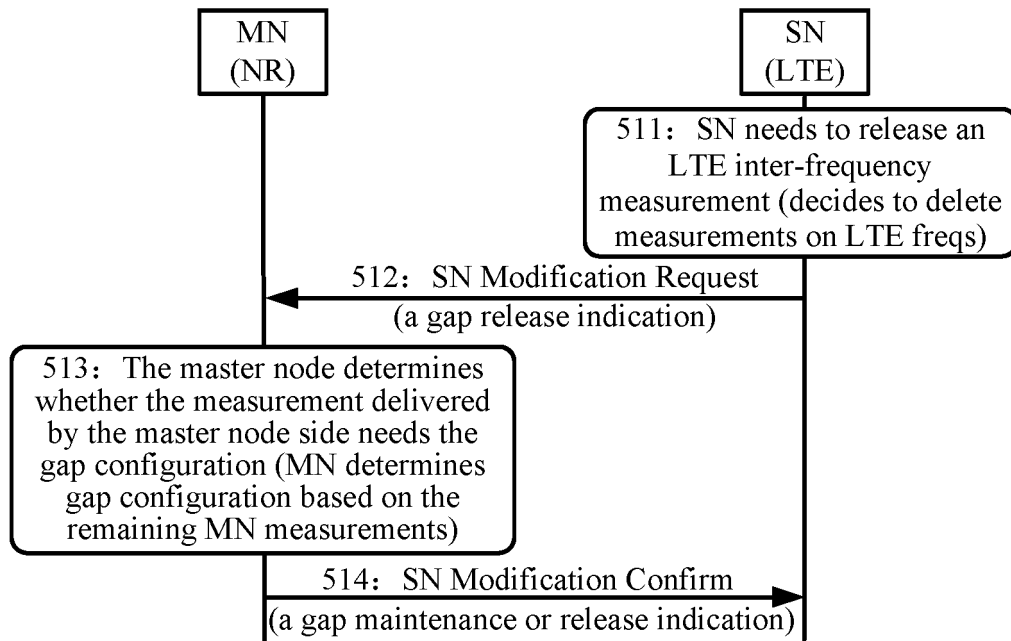 MN
(NR)
SN
(LTE)
511：SN needs to release an
LTE inter-frequency
measurement (decides to delete
measurements on LTE freqs)
512：SN Modification Request
(a gap release indication)
513：The master node determines
whether the measurement delivered
by the master node side needs the
gap configuration (MN determines
gap configuration based on the
remaining MN measurements)
514：SN Modification Confirm
(a gap maintenance or release indication)